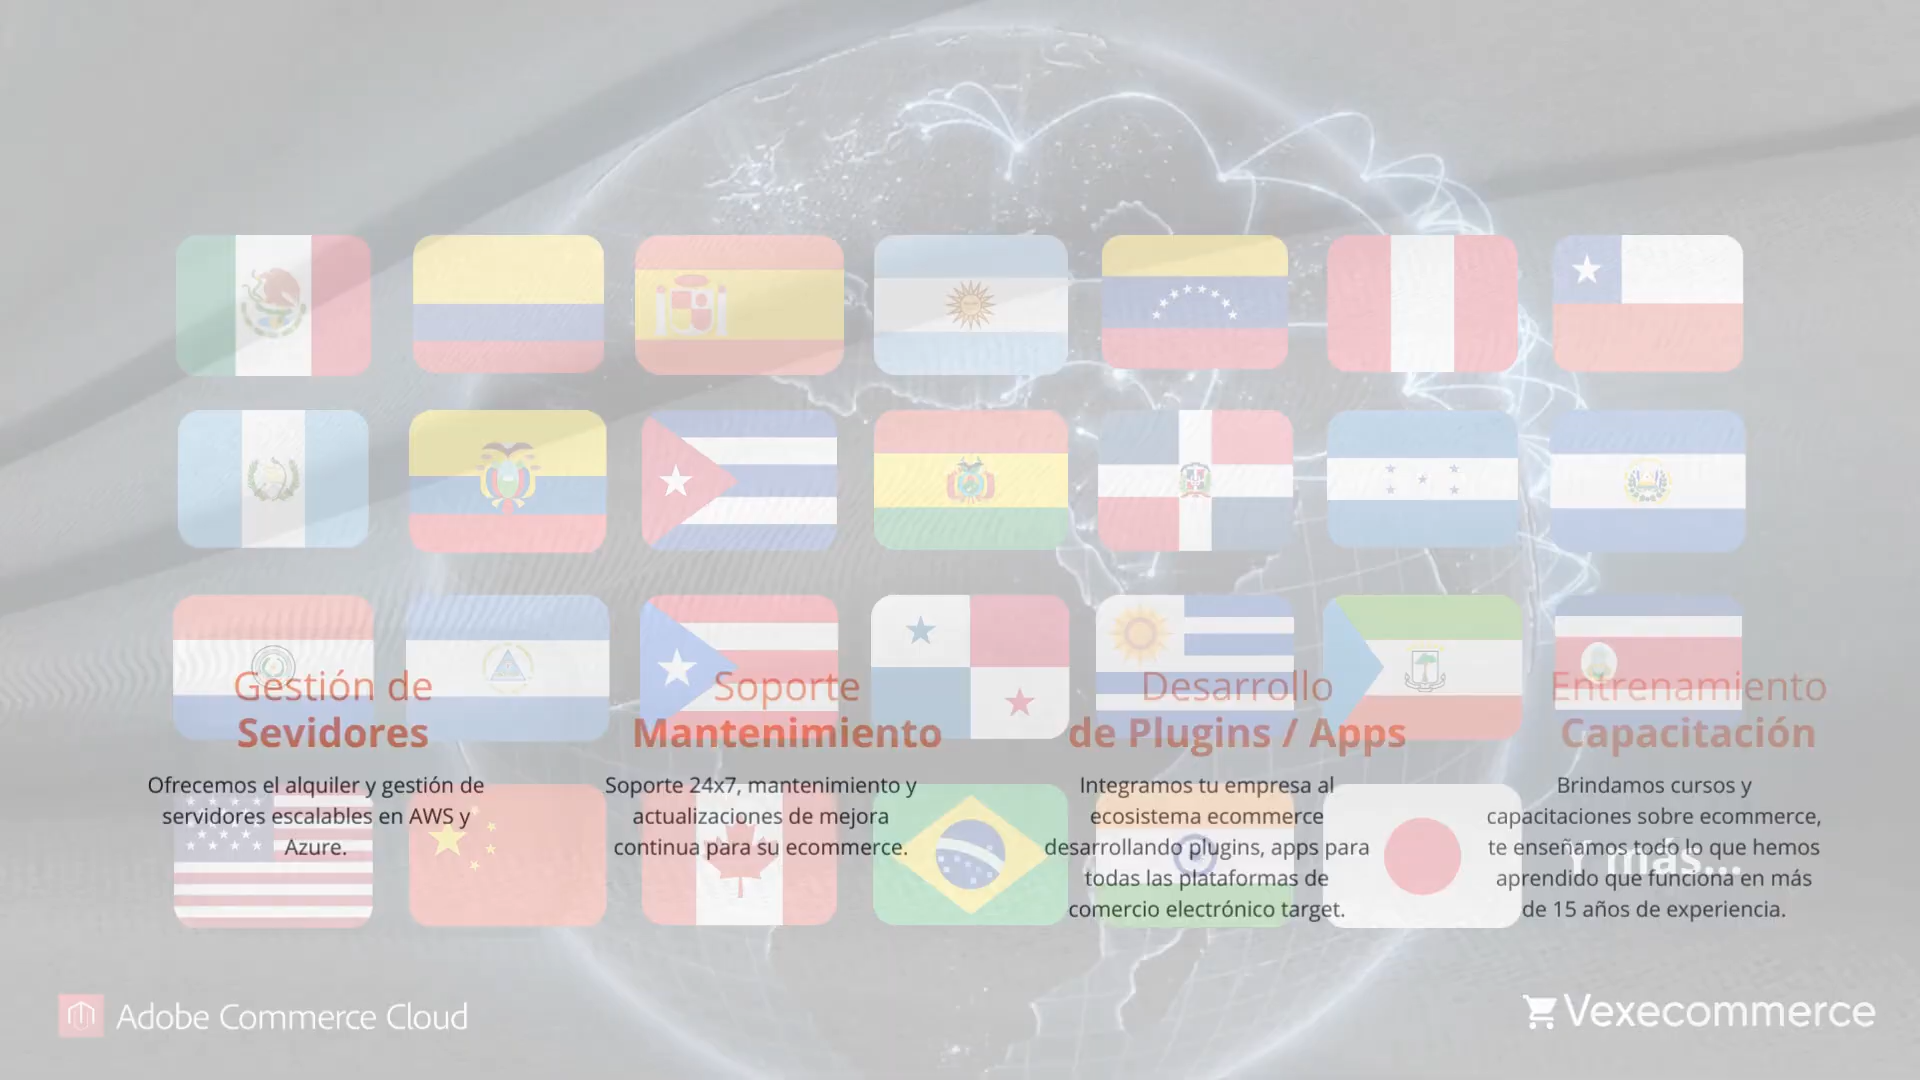 Gestión de
Sevidores
Ofrecemos el alquiler y gestión de
servidores escalables en AWS y
Azure.
Soporte
Mantenimiento
Soporte 24x7, mantenimiento y
actualizaciones de mejora
continua para su ecommerce.
Desarrollo
de Plugins / Apps
Integramos tu empresa al
ecosistema ecommerce
desarrollando plugins, apps para
todas las plataformas de
comercio electrónico target.
Entrenamiento
Capacitación
Brindamos cursos y
capacitaciones sobre ecommerce,
te enseñamos todo lo que hemos
aprendido que funciona en más
de 15 años de experiencia.
Y más...
Adobe Commerce Cloud
Vexecommerce